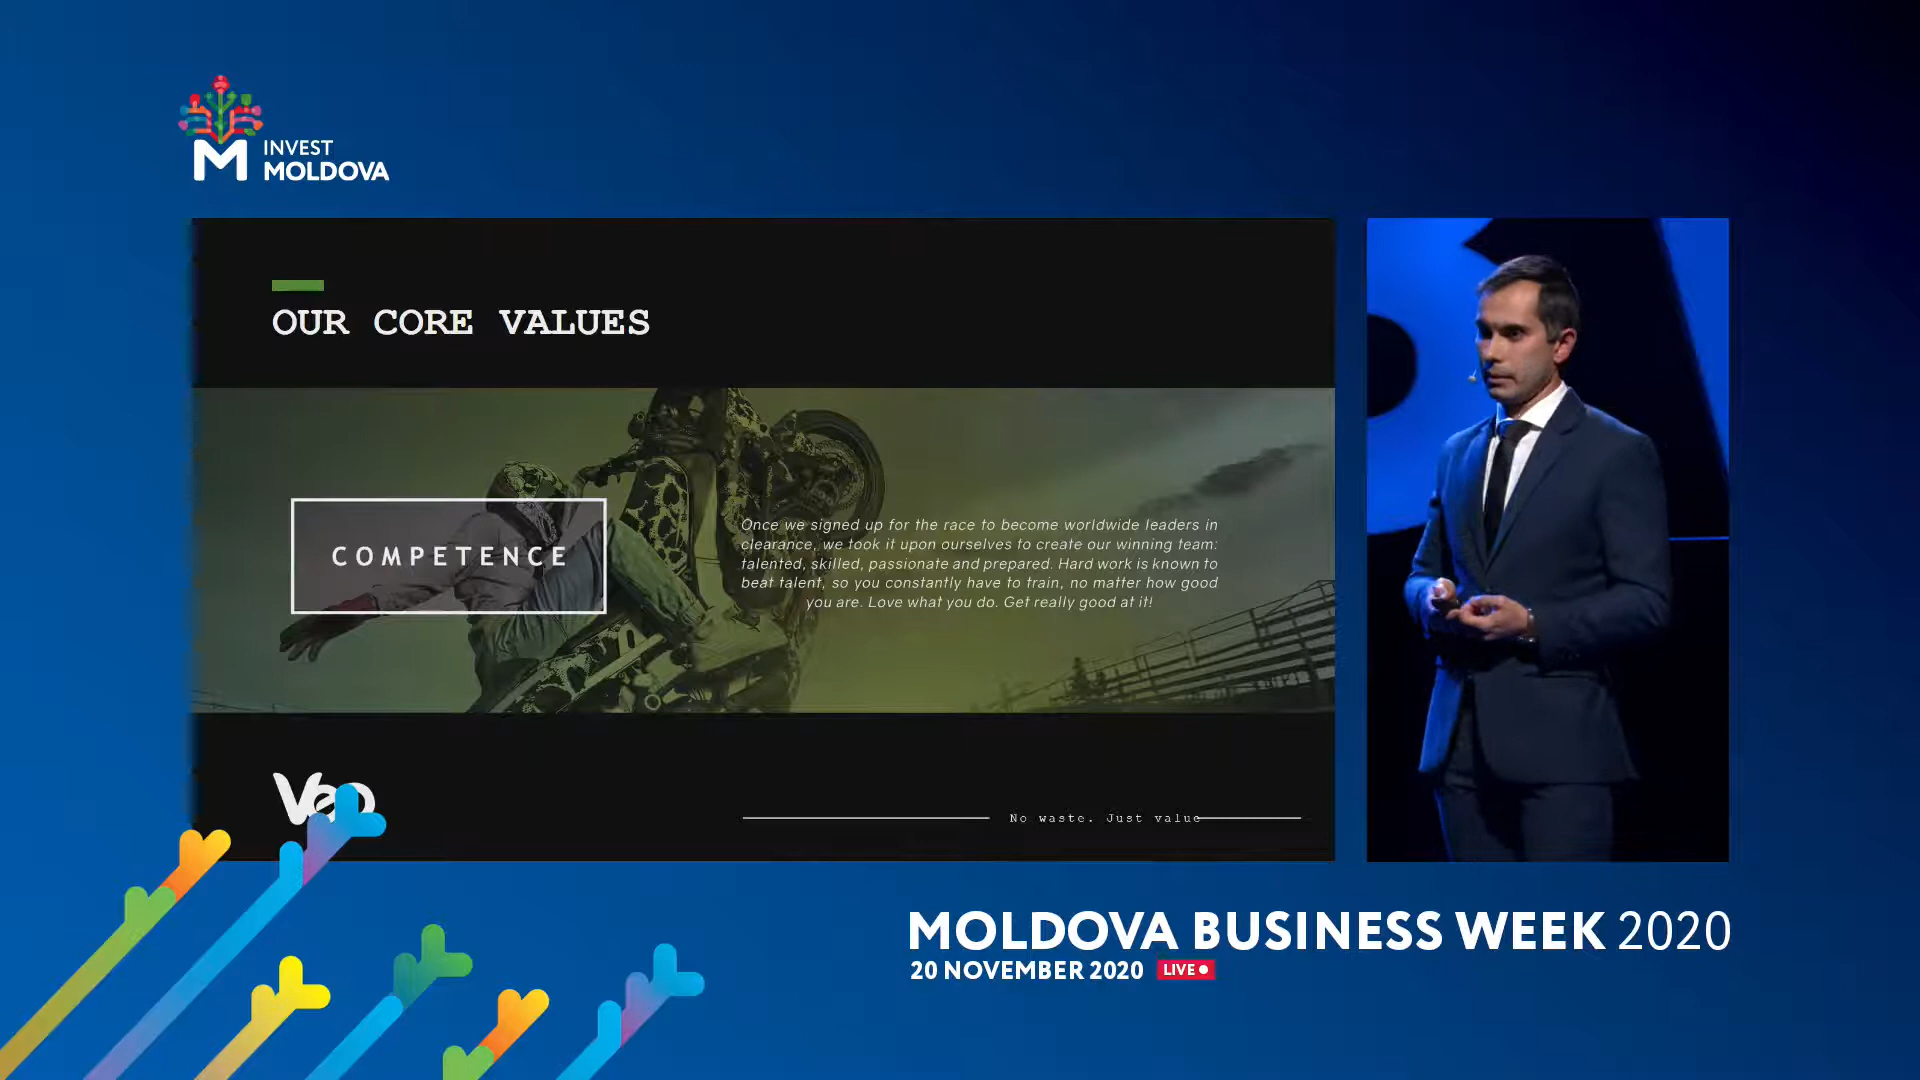 INVEST
MOLDOVA
OUR CORE VALUES
COMPETENCE
Once we signed up for the race to become worldwide leaders in
clearance, we took it upon ourselves to create our winning team:
talented, skilled, passionate and prepared. Hard work is known to
beat talent, so you constantly have to train, no matter how good
you are. Love what you do. Get really good at it!
No waste. Just value
MOLDOVA BUSINESS WEEK 2020
20 NOVEMBER 2020 LIVE